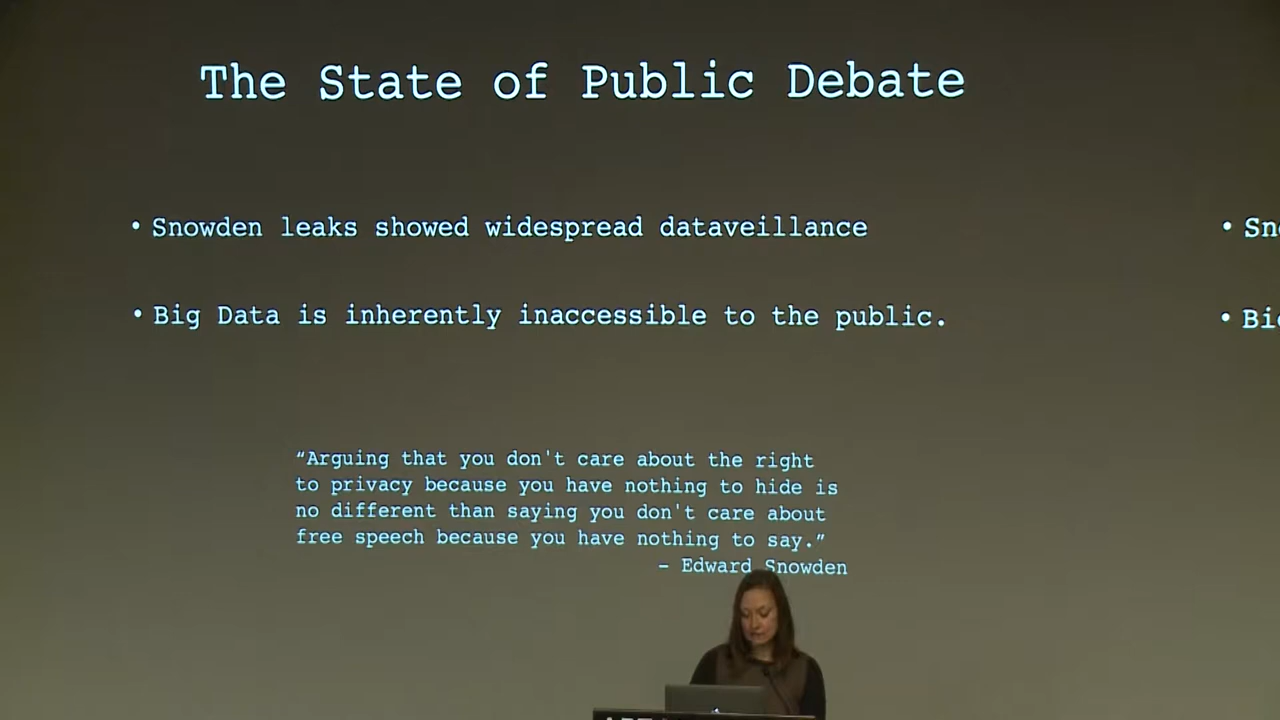 The State of Public Debate
• Snowden leaks showed widespread dataveillance
• Big Data is inherently inaccessible to the public.
“Arguing that you don't care about the right
to privacy because you have nothing to hide is
no different than saying you don't care about
free speech because you have nothing to say.”
– Edward Snowden